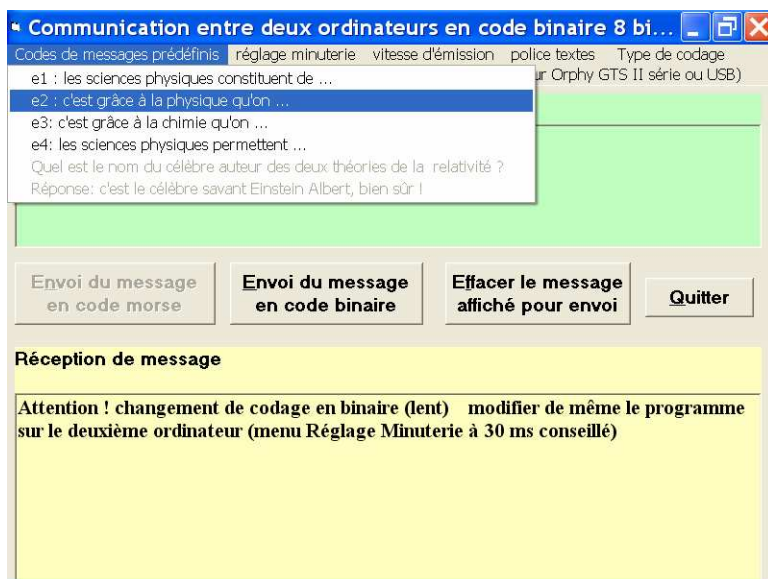 Communication entre deux ordinateurs en code binaire 8 bi...
Codes de messages prédéfinis réglage minuterie vitesse d'émission police textes Type de codage
ur Orphy GTS II série ou USB)
e1 : les sciences physiques constituent de ...
e2 : c'est grâce à la physique qu'on ...
e3: c'est grâce à la chimie qu'on ...
e4: les sciences physiques permettent ...
Quel est le nom du célèbre auteur des deux théories de la relativité ?
Réponse: c'est le célèbre savant Einstein Albert, bien sûr !
Envoi du message
en code morse
Envoi du message
en code binaire
Effacer le message
affiché pour envoi
Quitter
Réception de message
Attention ! changement de codage en binaire (lent) modifier de même le programme
sur le deuxième ordinateur (menu Réglage Minuterie à 30 ms conseillé)